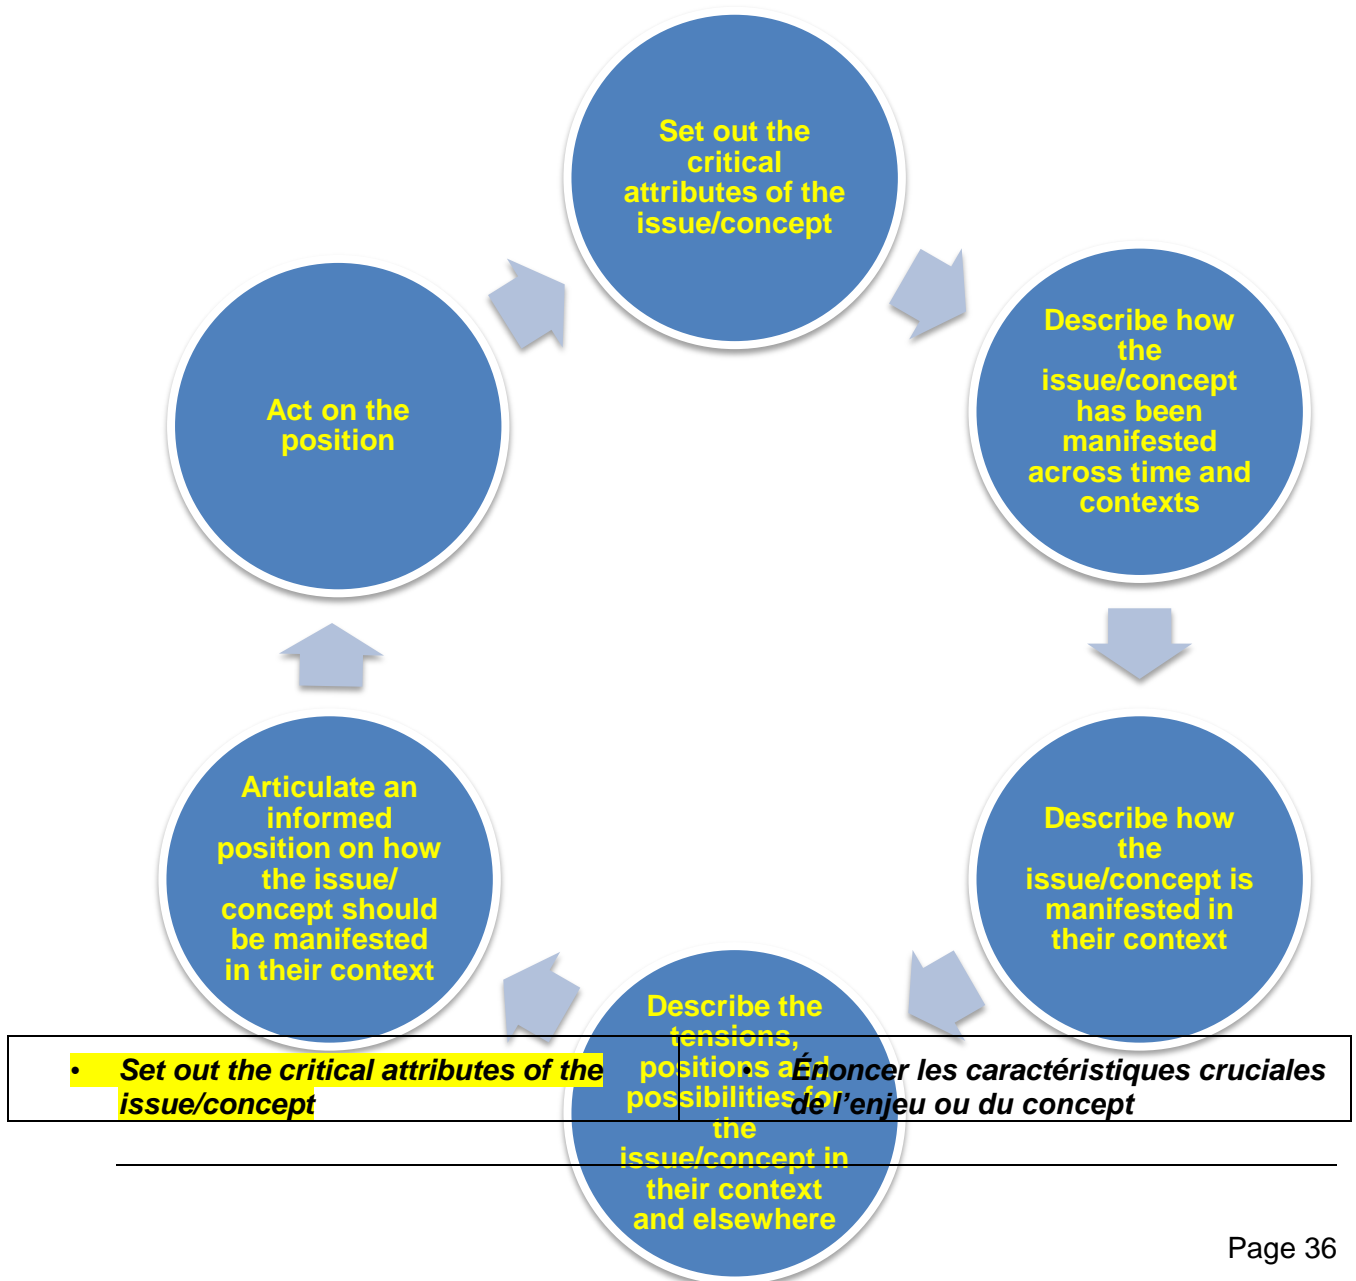 Set out the
critical
attributes of the
issue/concept
Describe how
the
issue/concept
has been
manifested
across time and
contexts
Describe how
the
issue/concept is
manifested in
their context
Describe the
tensions,
positions and
possibilities for
the
issue/concept in
their context
and elsewhere
Articulate an
informed
position on how
the issue/
concept should
be manifested
in their context
Act on the
position
• Set out the critical attributes of the
issue/concept
• Énoncer les caractéristiques cruciales
de l’enjeu ou du concept
Page 36